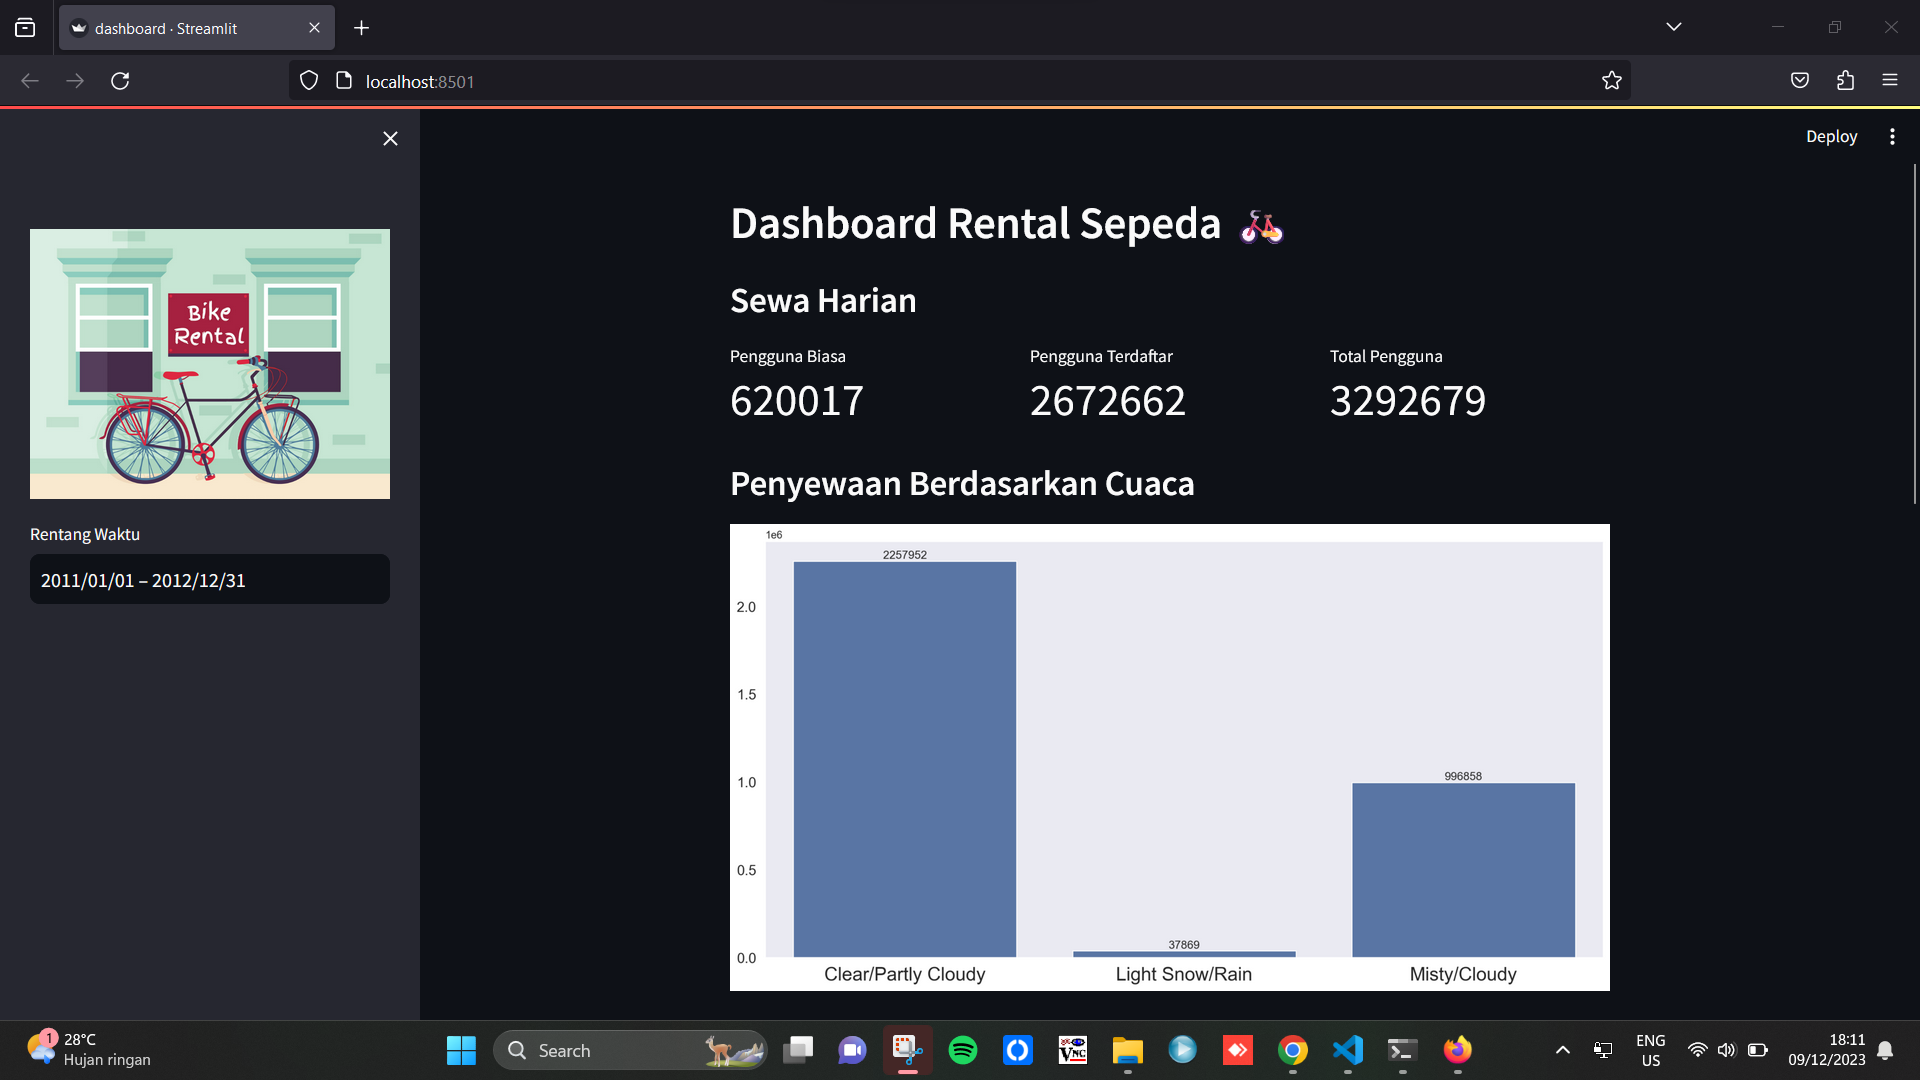 dashboard · Streamlit
localhost:8501
Deploy
Bike
Rental
Rentang Waktu
2011/01/01 – 2012/12/31
Dashboard Rental Sepeda
Sewa Harian
Pengguna Biasa
620017
Pengguna Terdaftar
2672662
Total Pengguna
3292679
Penyewaan Berdasarkan Cuaca
1e6
2257952
2.0
1.5
1.0
996858
0.5
37869
0.0
Clear/Partly Cloudy
Light Snow/Rain
Misty/Cloudy
1
28°C
Hujan ringan
Search
VNC
ENG
US
18:11
09/12/2023